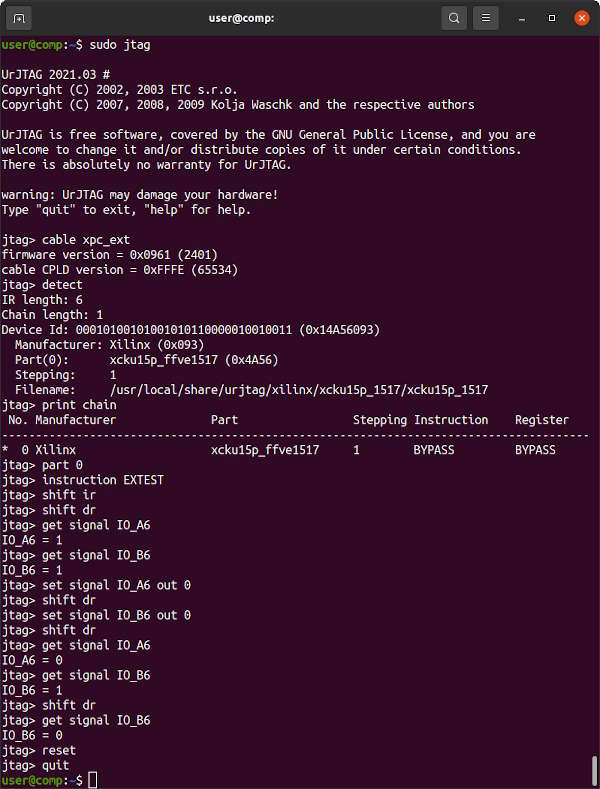 user@comp:
user@comp:~$ sudo jtag
UrJTAG 2021.03 #
Copyright (C) 2002, 2003 ETC s.r.o.
Copyright (C) 2007, 2008, 2009 Kolja Waschk and the respective authors
UrJTAG is free software, covered by the GNU General Public License, and you are
welcome to change it and/or distribute copies of it under certain conditions.
There is absolutely no warranty for UrJTAG.
warning: UrJTAG may damage your hardware!
Type "quit" to exit, "help" for help.
jtag> cable xpc_ext
firmware version = 0x0961 (2401)
cable CPLD version = 0xFFFE (65534)
jtag> detect
IR length: 6
Chain length: 1
Device Id: 00010100101001010110000010010011 (0x14A56093)
Manufacturer: Xilinx (0x093)
Part(0): xcku15p_ffve1517 (0x4A56)
Stepping: 1
Filename: /usr/local/share/urjtag/xilinx/xcku15p_1517/xcku15p_1517
jtag> print chain
No. Manufacturer Part Stepping Instruction Register
---------------------------------------------------------------------------------------
* 0 Xilinx xcku15p_ffve1517 1 BYPASS BYPASS
jtag> part 0
jtag> instruction EXTEST
jtag> shift ir
jtag> shift dr
jtag> get signal IO_A6
IO_A6 = 1
jtag> get signal IO_B6
IO_B6 = 1
jtag> set signal IO_A6 out 0
jtag> shift dr
jtag> set signal IO_B6 out 0
jtag> shift dr
jtag> get signal IO_A6
IO_A6 = 0
jtag> get signal IO_B6
IO_B6 = 1
jtag> shift dr
jtag> get signal IO_B6
IO_B6 = 0
jtag> reset
jtag> quit
user@comp:~$